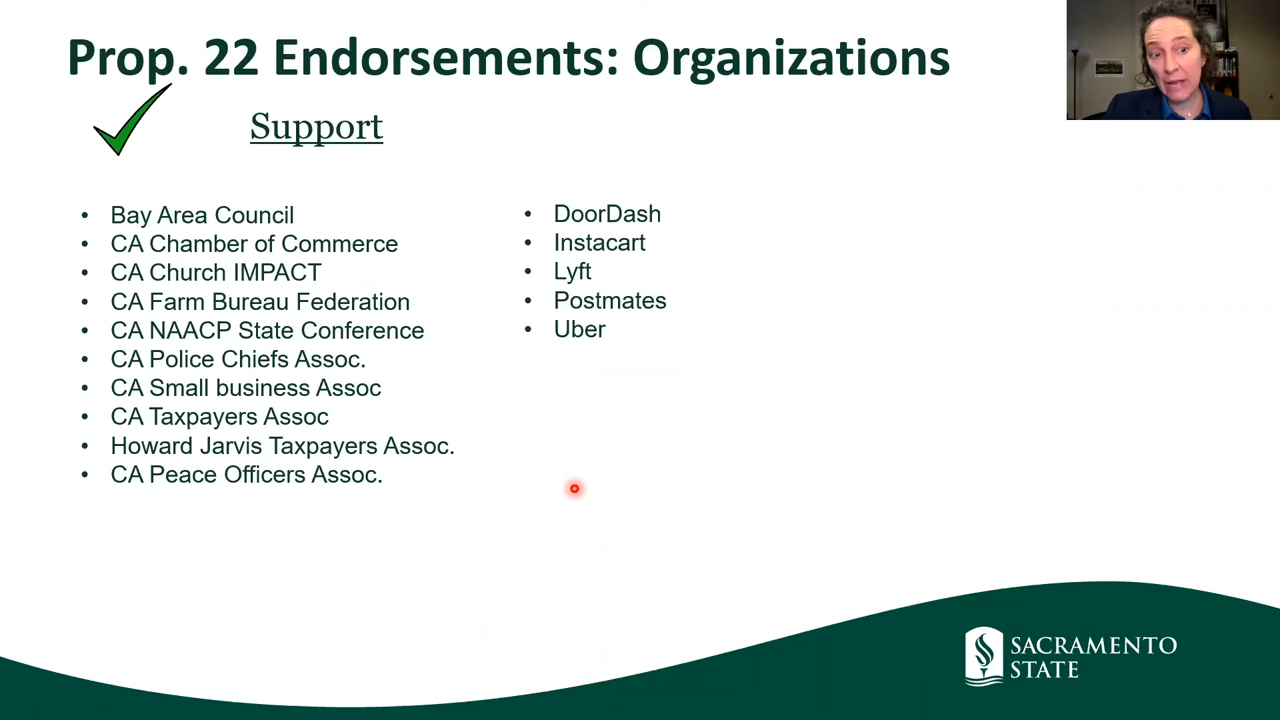 Prop. 22 Endorsements: Organizations
Support
• Bay Area Council
• CA Chamber of Commerce
• CA Church IMPACT
• CA Farm Bureau Federation
• CA NAACP State Conference
• CA Police Chiefs Assoc.
• CA Small business Assoc
• CA Taxpayers Assoc
• Howard Jarvis Taxpayers Assoc.
• CA Peace Officers Assoc.
• DoorDash
• Instacart
• Lyft
• Postmates
• Uber
SACRAMENTO
STATE